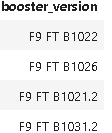 booster_version
F9 FT B1022
F9 FT B1026
F9 FT B1021.2
F9 FT B1031.2